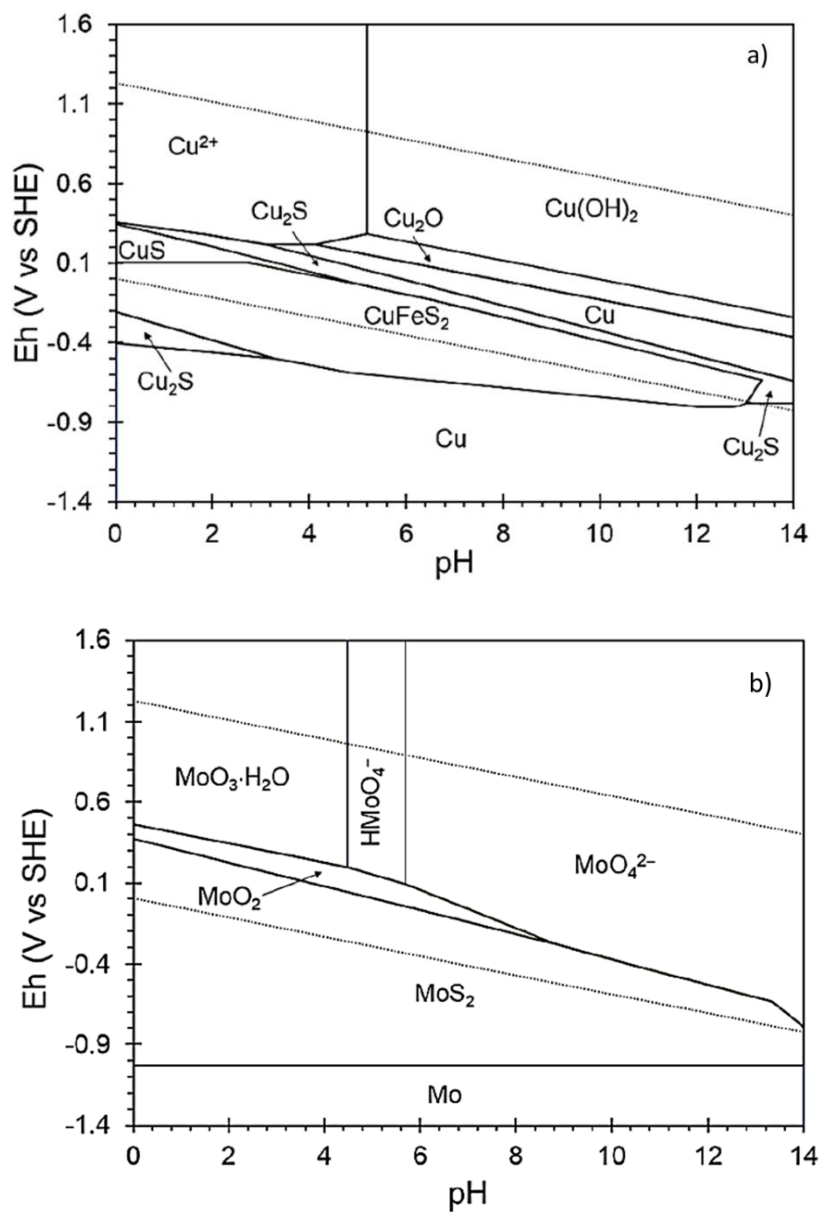 1.6
a)
1.1
Cu²⁺
0.6
Cu₂S
Cu₂O
Cu(OH)₂
CuS
0.1
CuFeS₂
Cu
-0.4
Cu₂S
-0.9
Cu
Cu₂S
-1.4
0 2 4 6 8 10 12 14
pH
Eh (V vs SHE)
1.6
b)
1.1
MoO₃·H₂O
HMoO₄⁻
0.6
MoO₄²⁻
0.1
MoO₂
-0.4
MoS₂
-0.9
Mo
-1.4
0 2 4 6 8 10 12 14
pH
Eh (V vs SHE)